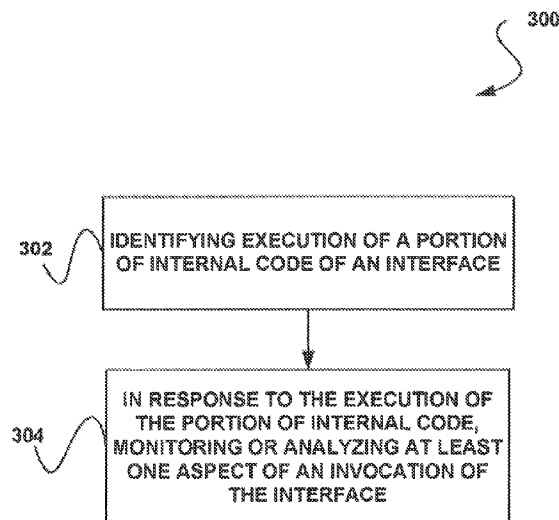 300
302
IDENTIFYING EXECUTION OF A PORTION
OF INTERNAL CODE OF AN INTERFACE
304
IN RESPONSE TO THE EXECUTION OF
THE PORTION OF INTERNAL CODE,
MONITORING OR ANALYZING AT LEAST
ONE ASPECT OF AN INVOCATION OF
THE INTERFACE